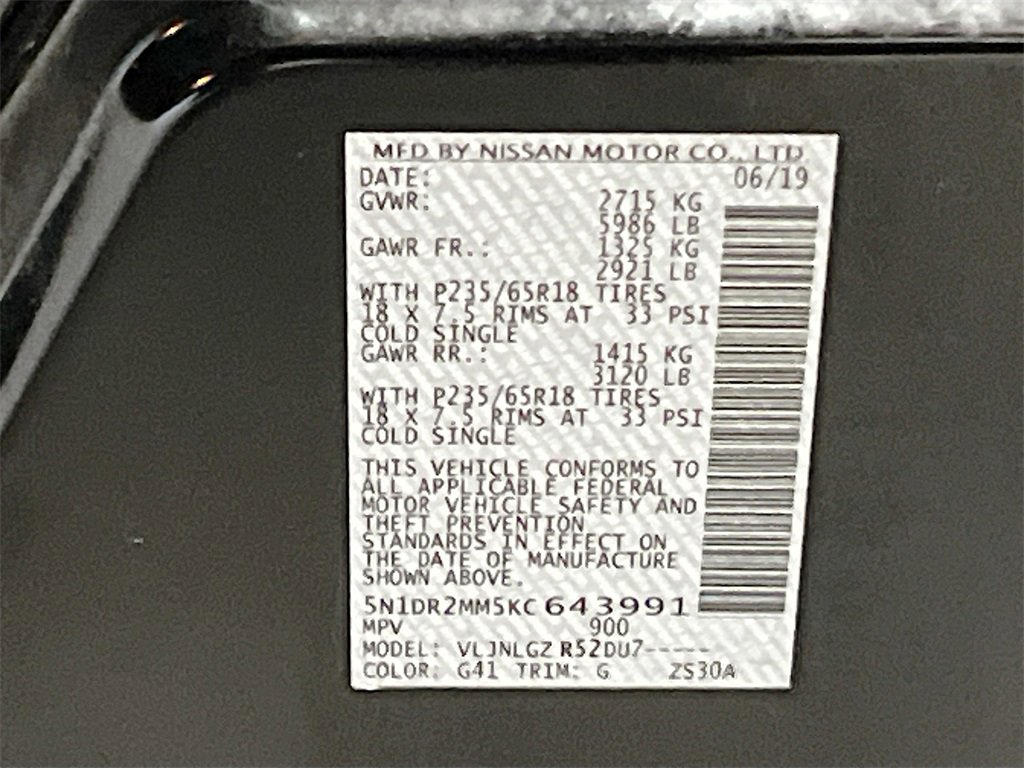 MFD BY NISSAN MOTOR CO., LTD
DATE: 06/19
GVWR: 2715 KG
5986 LB
GAWR FR.: 1325 KG
2921 LB
WITH P235/65R18 TIRES
18 X 7.5 RIMS AT 33 PSI
COLD SINGLE
GAWR RR.: 1415 KG
3120 LB
WITH P235/65R18 TIRES
18 X 7.5 RIMS AT 33 PSI
COLD SINGLE
THIS VEHICLE CONFORMS TO
ALL APPLICABLE FEDERAL
MOTOR VEHICLE SAFETY AND
THEFT PREVENTION
STANDARDS IN EFFECT ON
THE DATE OF MANUFACTURE
SHOWN ABOVE.
5N1DR2MM5KC643991
MPV 900
MODEL: VLJNLGZ R52DU7-----
COLOR: G41 TRIM: G ZS30A